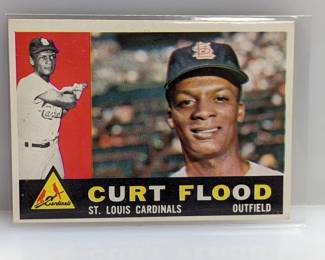 CURT FLOOD
ST. LOUIS CARDINALS OUTFIELD
Cardinals